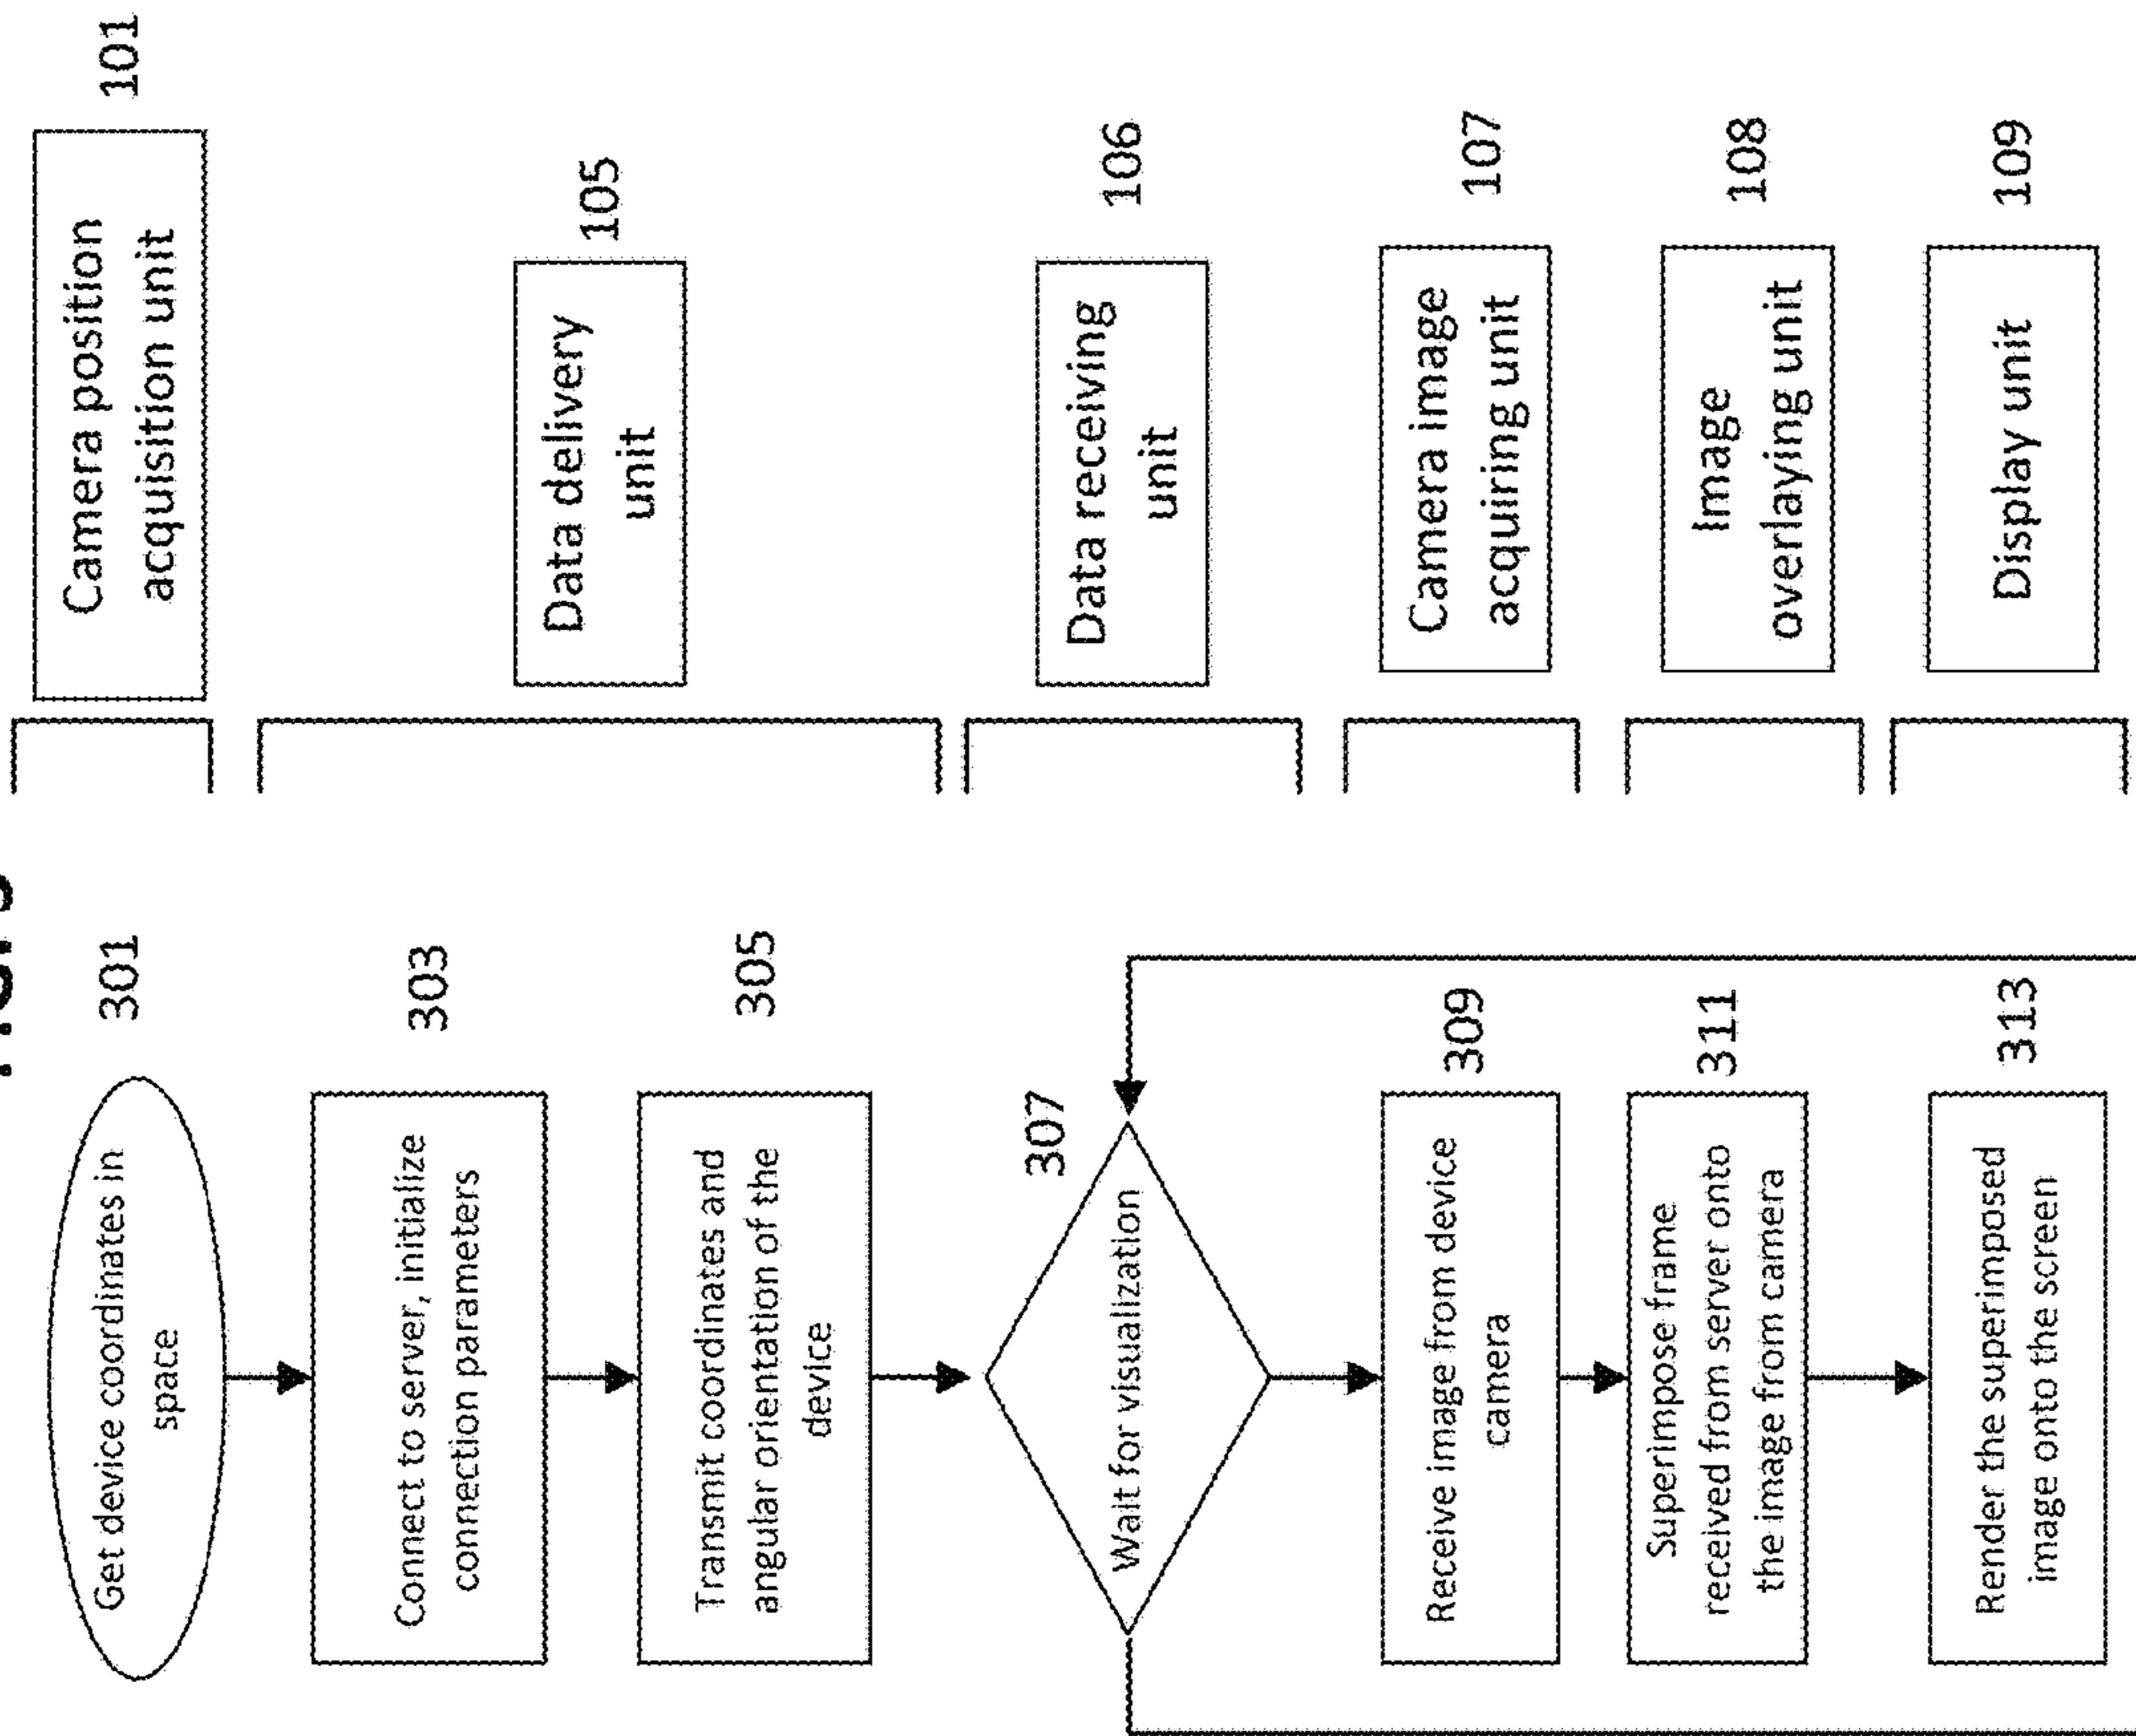 Get device coordinates in
space
301
Camera position
acquisition unit
101
Connect to server, initialize
connection parameters
303
Transmit coordinates and
angular orientation of the
device
305
Data delivery
unit
105
Wait for visualization
307
Data receiving
unit
106
Receive image from device
camera
309
Camera image
acquiring unit
107
Superimpose frame
received from server onto
the image from camera
311
Image
overlaying unit
108
Render the superimposed
image onto the screen
313
Display unit
109